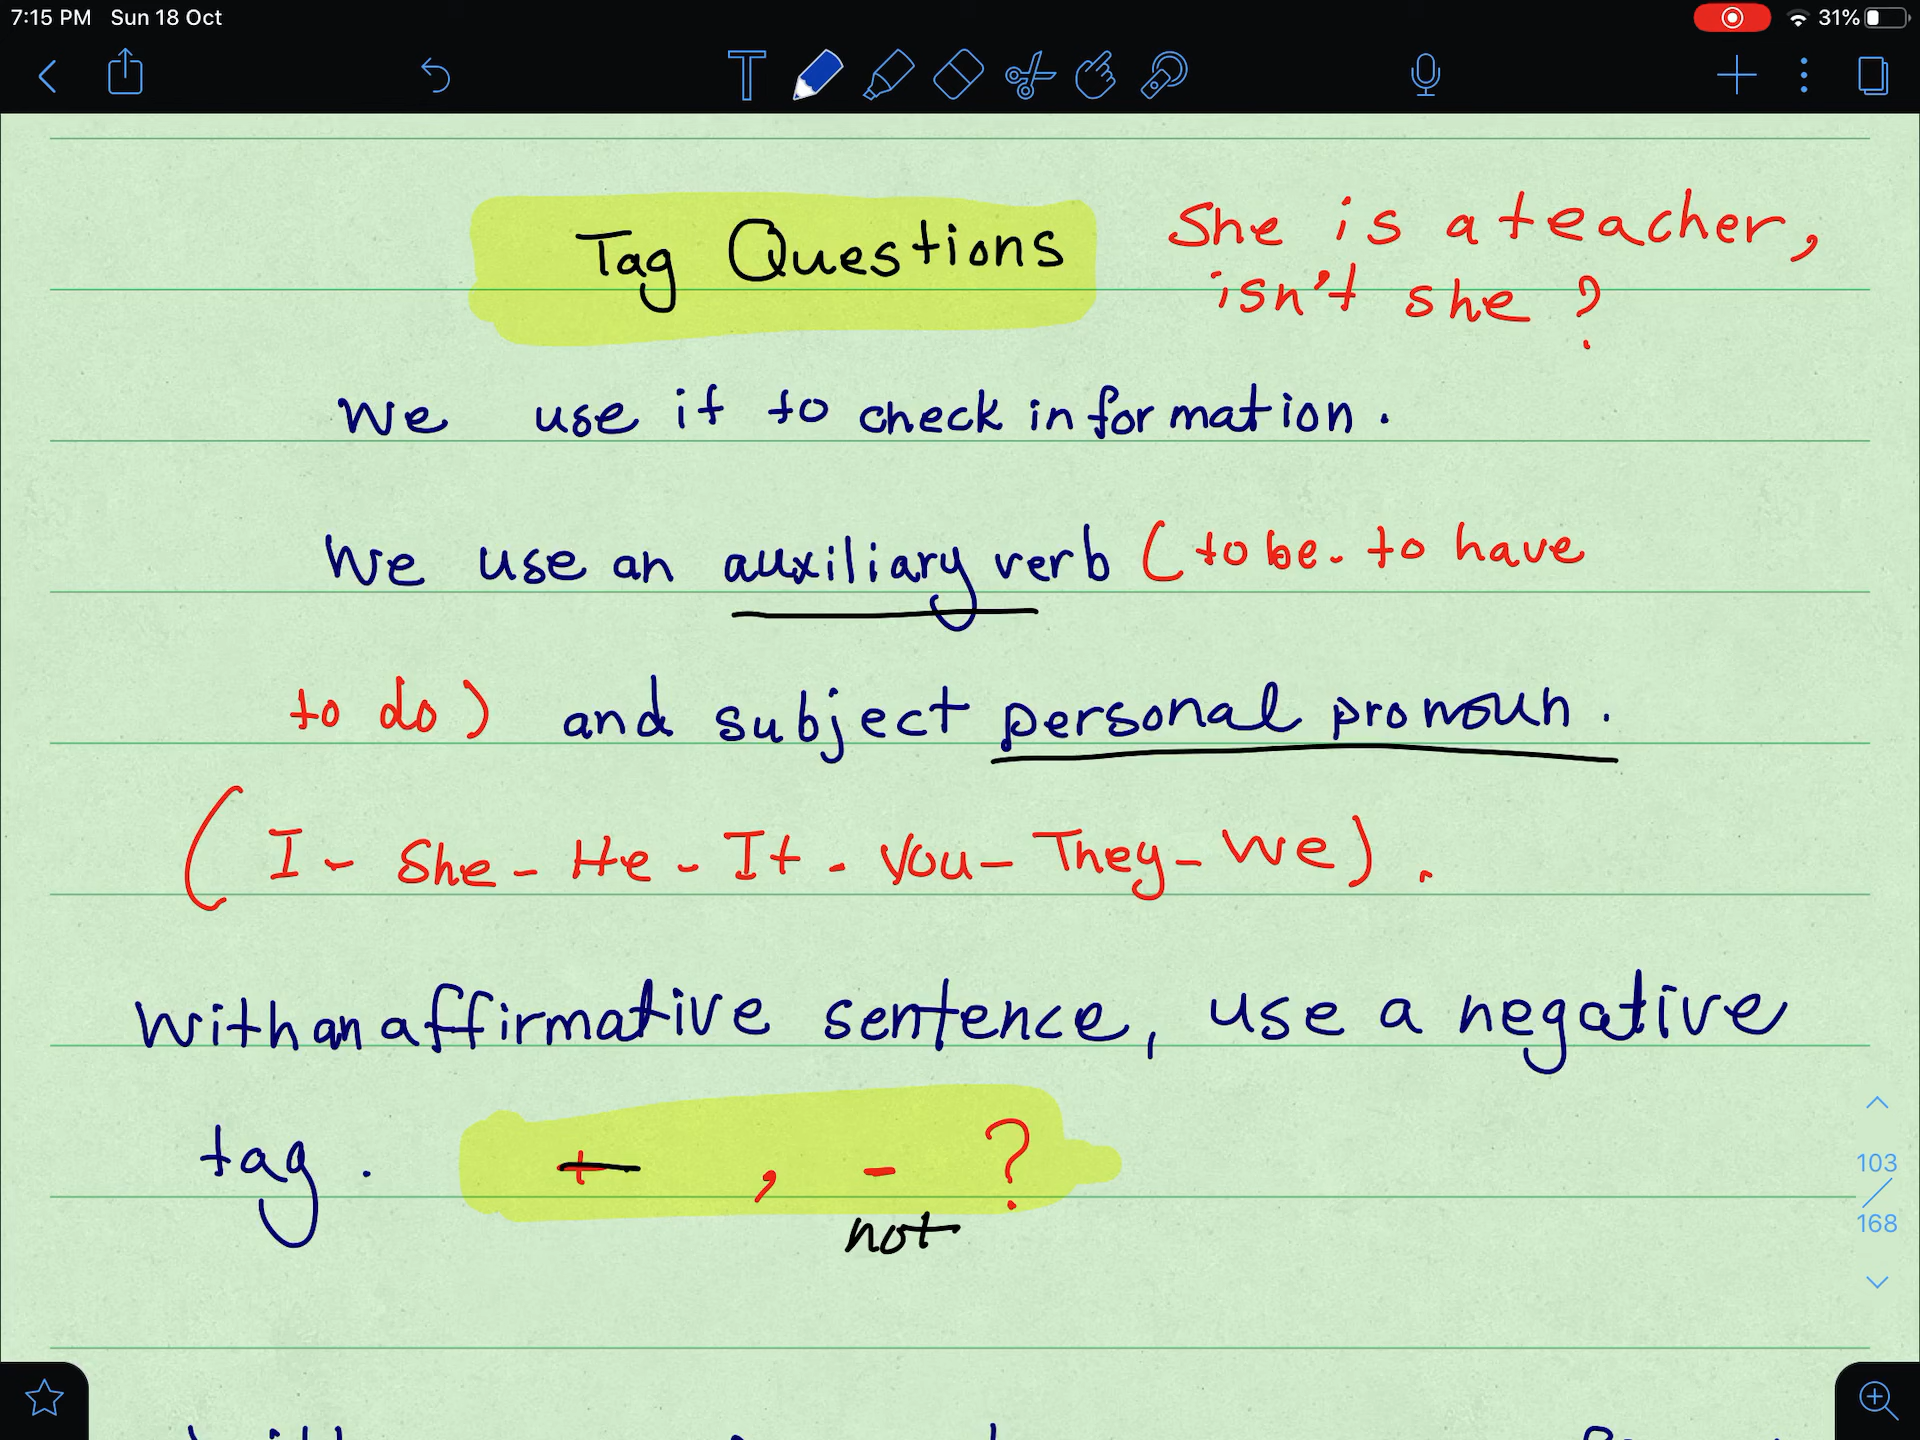 7:15 PM Sun 18 Oct 31%
Tag Questions
She is a teacher,
isn't she ?
We use it to check information.
We use an auxiliary verb ( to be - to have
to do ) and subject personal pronoun.
( I - She - He - It - You - They - We ) .
With an affirmative sentence, use a negative
tag. + , - ?
not
103
168